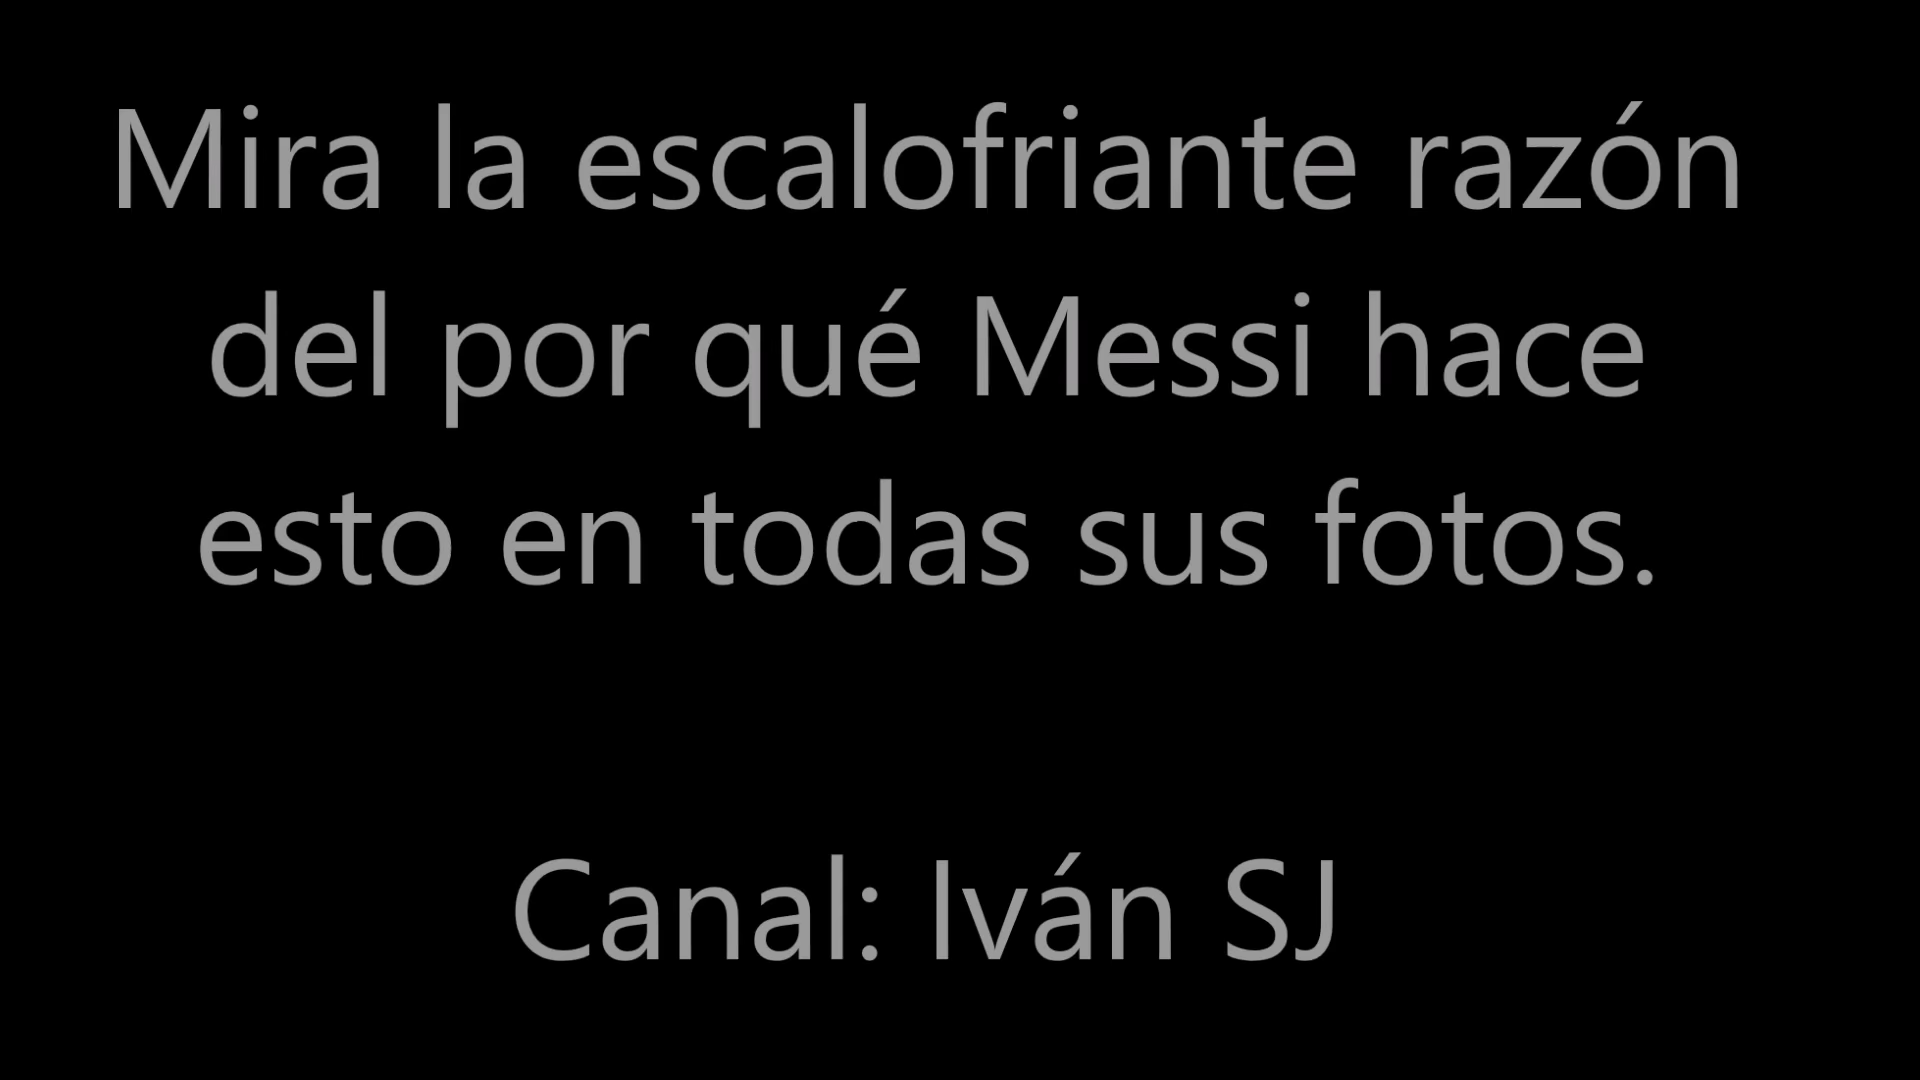 Mira la escalofriante razón
del por qué Messi hace
esto en todas sus fotos.
Canal: Iván SJ